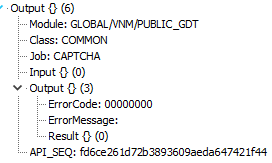 Output {} (6)
Module: GLOBAL/VNM/PUBLIC_GDT
Class: COMMON
Job: CAPTCHA
Input {} (0)
Output {} (3)
ErrorCode: 00000000
ErrorMessage:
Result {} (0)
API_SEQ: fd6ce261d72b3893609aeda647421f44